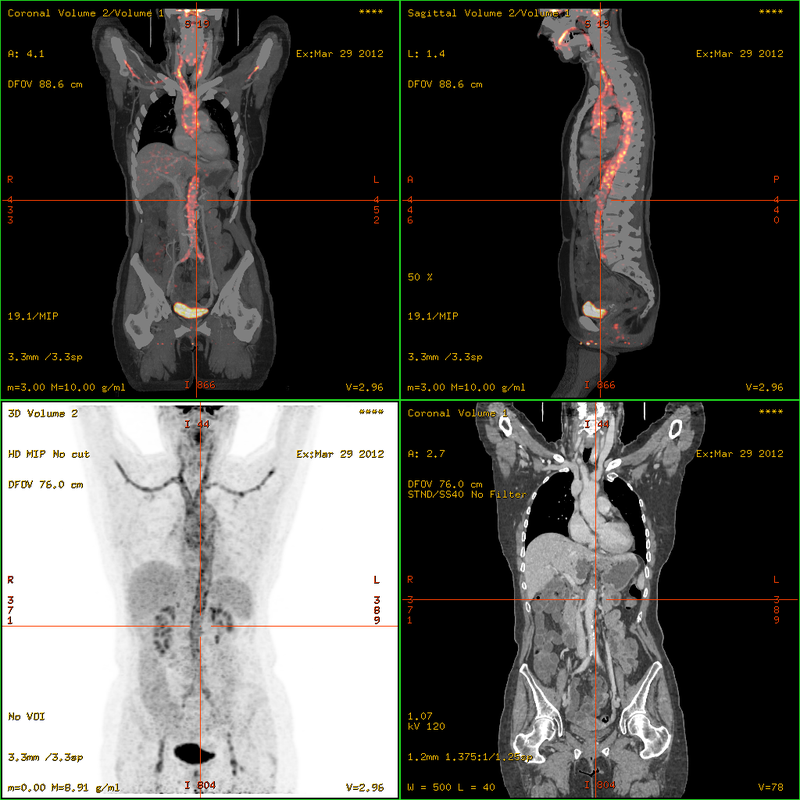 Coronal Volume 2/Volume 1
****
S 19
A: 4.1
Ex:Mar 29 2012
DFOV 88.6 cm
R
L
4
3
3
4
5
2
19.1/MIP
3.3mm /3.3sp
m=3.00 M=10.00 g/ml
I 866
V=2.96
Sagittal Volume 2/Volume 1
****
S 19
L: 1.4
Ex:Mar 29 2012
DFOV 88.6 cm
A
P
4
4
6
4
4
0
50 %
19.1/MIP
3.3mm /3.3sp
m=3.00 M=10.00 g/ml
I 866
V=2.96
3D Volume 2
****
I 44
HD MIP No cut
Ex:Mar 29 2012
DFOV 76.0 cm
R
L
3
7
1
3
8
9
No VOI
3.3mm /3.3sp
m=0.00 M=8.91 g/ml
I 804
V=2.96
Coronal Volume 1
****
I 44
A: 2.7
Ex:Mar 29 2012
DFOV 76.0 cm
STND/SS40 No Filter
R
L
3
7
1
3
8
9
1.07
kV 120
1.2mm 1.375:1/1.25sp
W = 500 L = 40
I 804
V=78